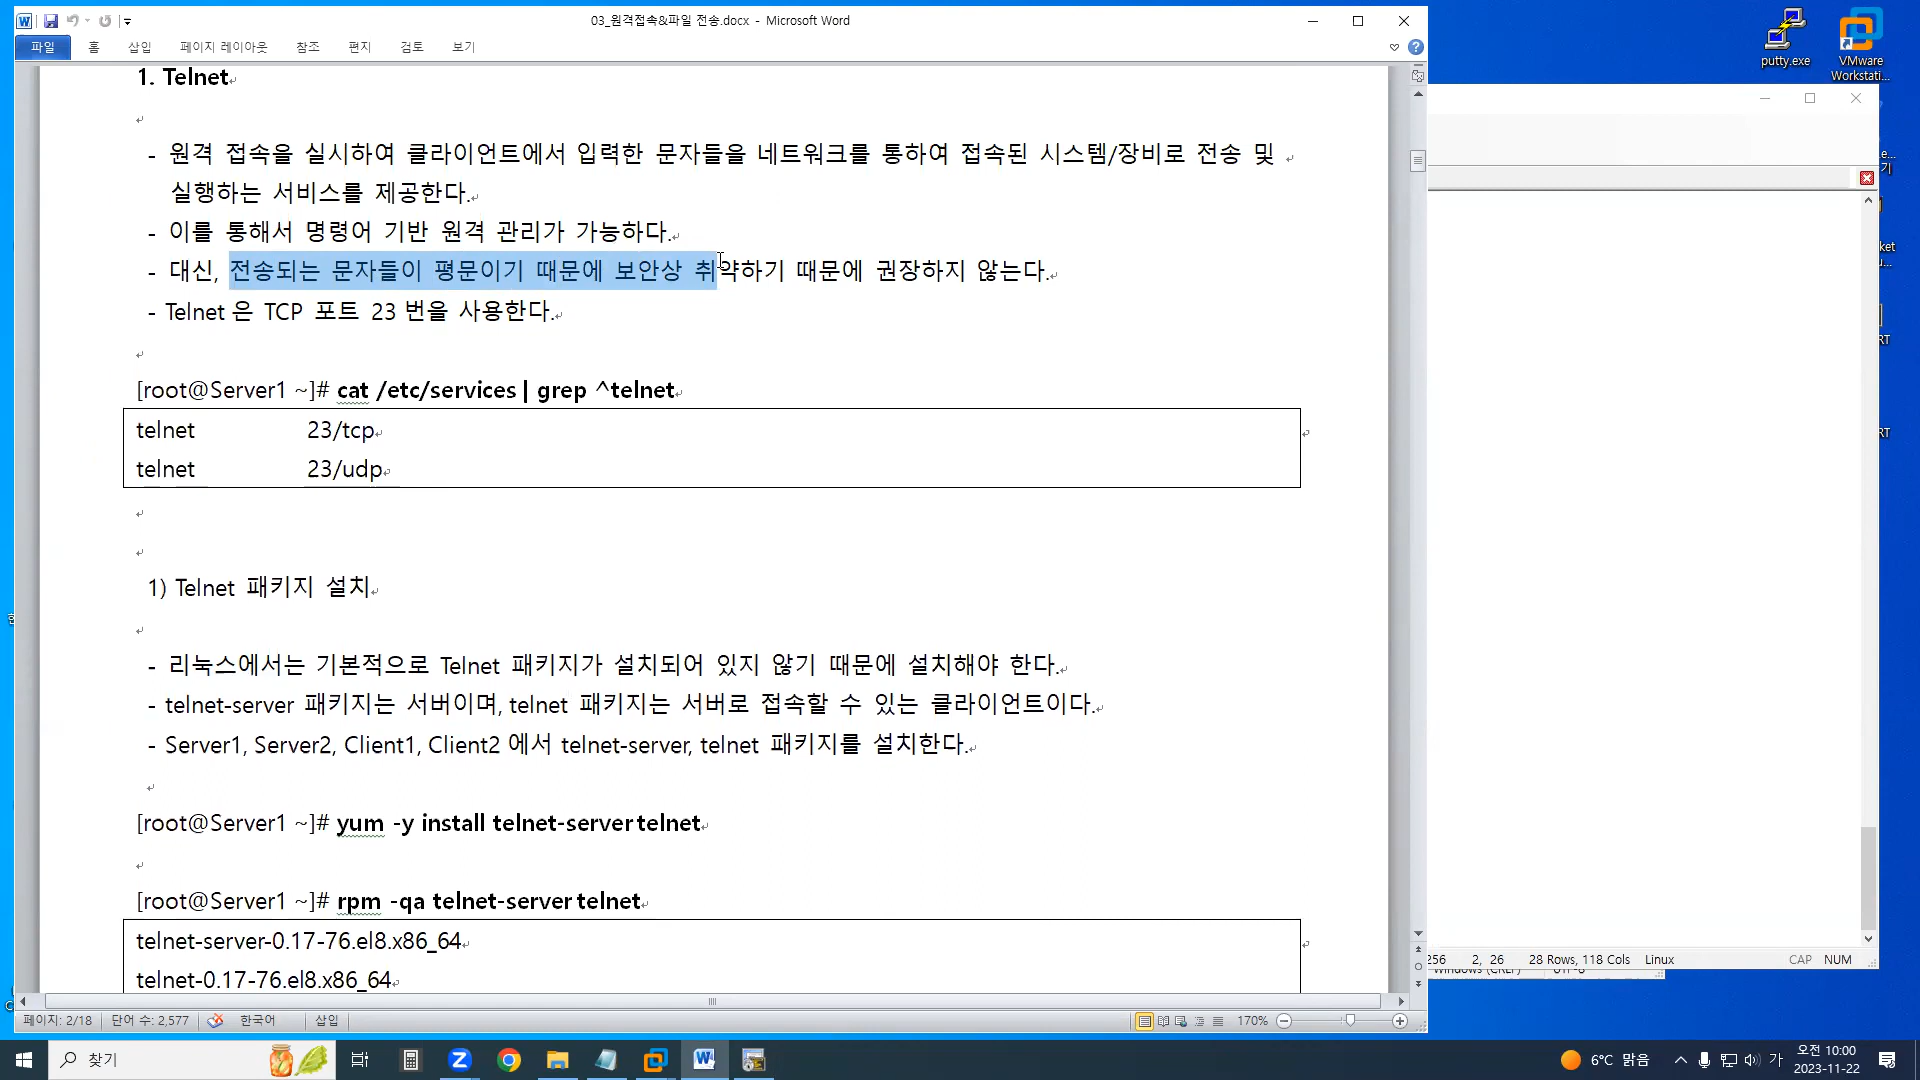 03_원격접속&파일 전송.docx - Microsoft Word
파일 홈 삽입 페이지 레이아웃 참조 편지 검토 보기
1. Telnet
- 원격 접속을 실시하여 클라이언트에서 입력한 문자들을 네트워크를 통하여 접속된 시스템/장비로 전송 및
실행하는 서비스를 제공한다.
- 이를 통해서 명령어 기반 원격 관리가 가능하다.
- 대신, 전송되는 문자들이 평문이기 때문에 보안상 취약하기 때문에 권장하지 않는다.
- Telnet 은 TCP 포트 23 번을 사용한다.
[root@Server1 ~]# cat /etc/services | grep ^telnet
telnet 23/tcp
telnet 23/udp
1) Telnet 패키지 설치
- 리눅스에서는 기본적으로 Telnet 패키지가 설치되어 있지 않기 때문에 설치해야 한다.
- telnet-server 패키지는 서버이며, telnet 패키지는 서버로 접속할 수 있는 클라이언트이다.
- Server1, Server2, Client1, Client2 에서 telnet-server, telnet 패키지를 설치한다.
[root@Server1 ~]# yum -y install telnet-server telnet
[root@Server1 ~]# rpm -qa telnet-server telnet
telnet-server-0.17-76.el8.x86_64
telnet-0.17-76.el8.x86_64
페이지: 2/18 단어 수: 2,577 한국어 삽입 170%
putty.exe
VMware
Workstati...
256 2, 26 28 Rows, 118 Cols Linux CAP NUM
찾기
6°C 맑음 가 오전 10:00
2023-11-22